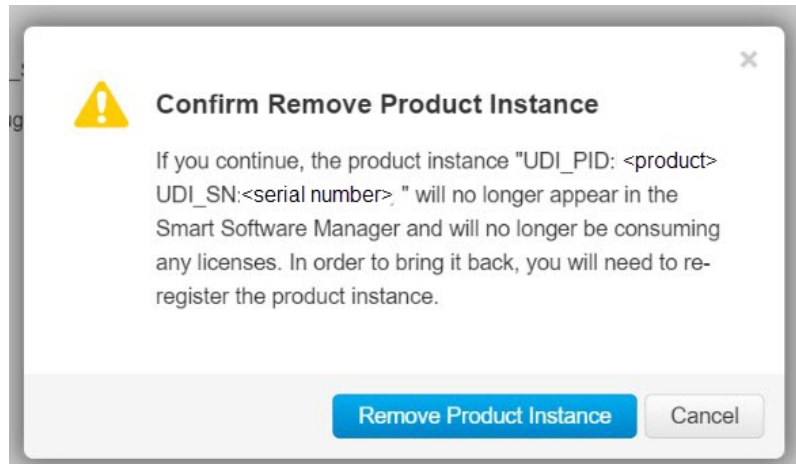 ×
Confirm Remove Product Instance
If you continue, the product instance "UDI_PID: <product>
UDI_SN:<serial number>, " will no longer appear in the
Smart Software Manager and will no longer be consuming
any licenses. In order to bring it back, you will need to re-
register the product instance.
Remove Product Instance
Cancel